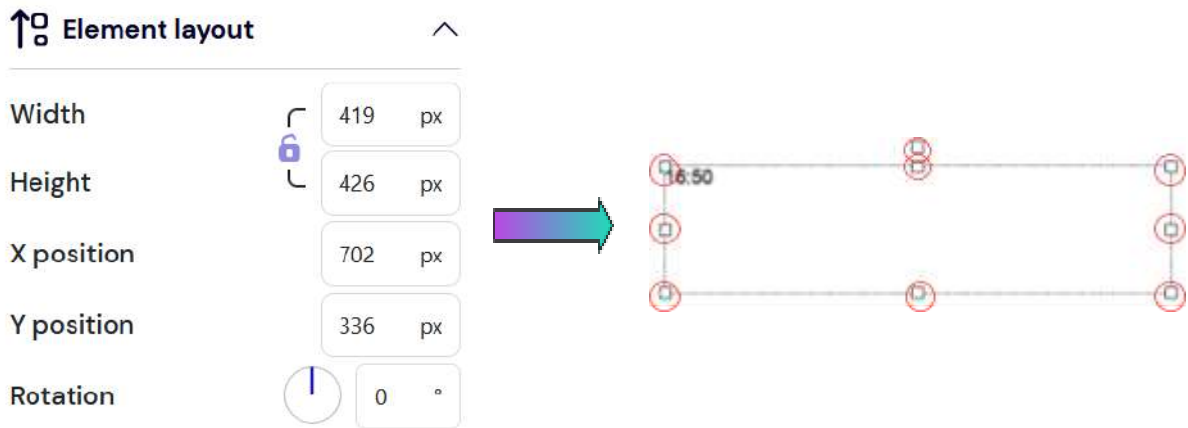 Element layout
Width 419 px
Height 426 px
X position 702 px
Y position 336 px
Rotation 0 °
16:50